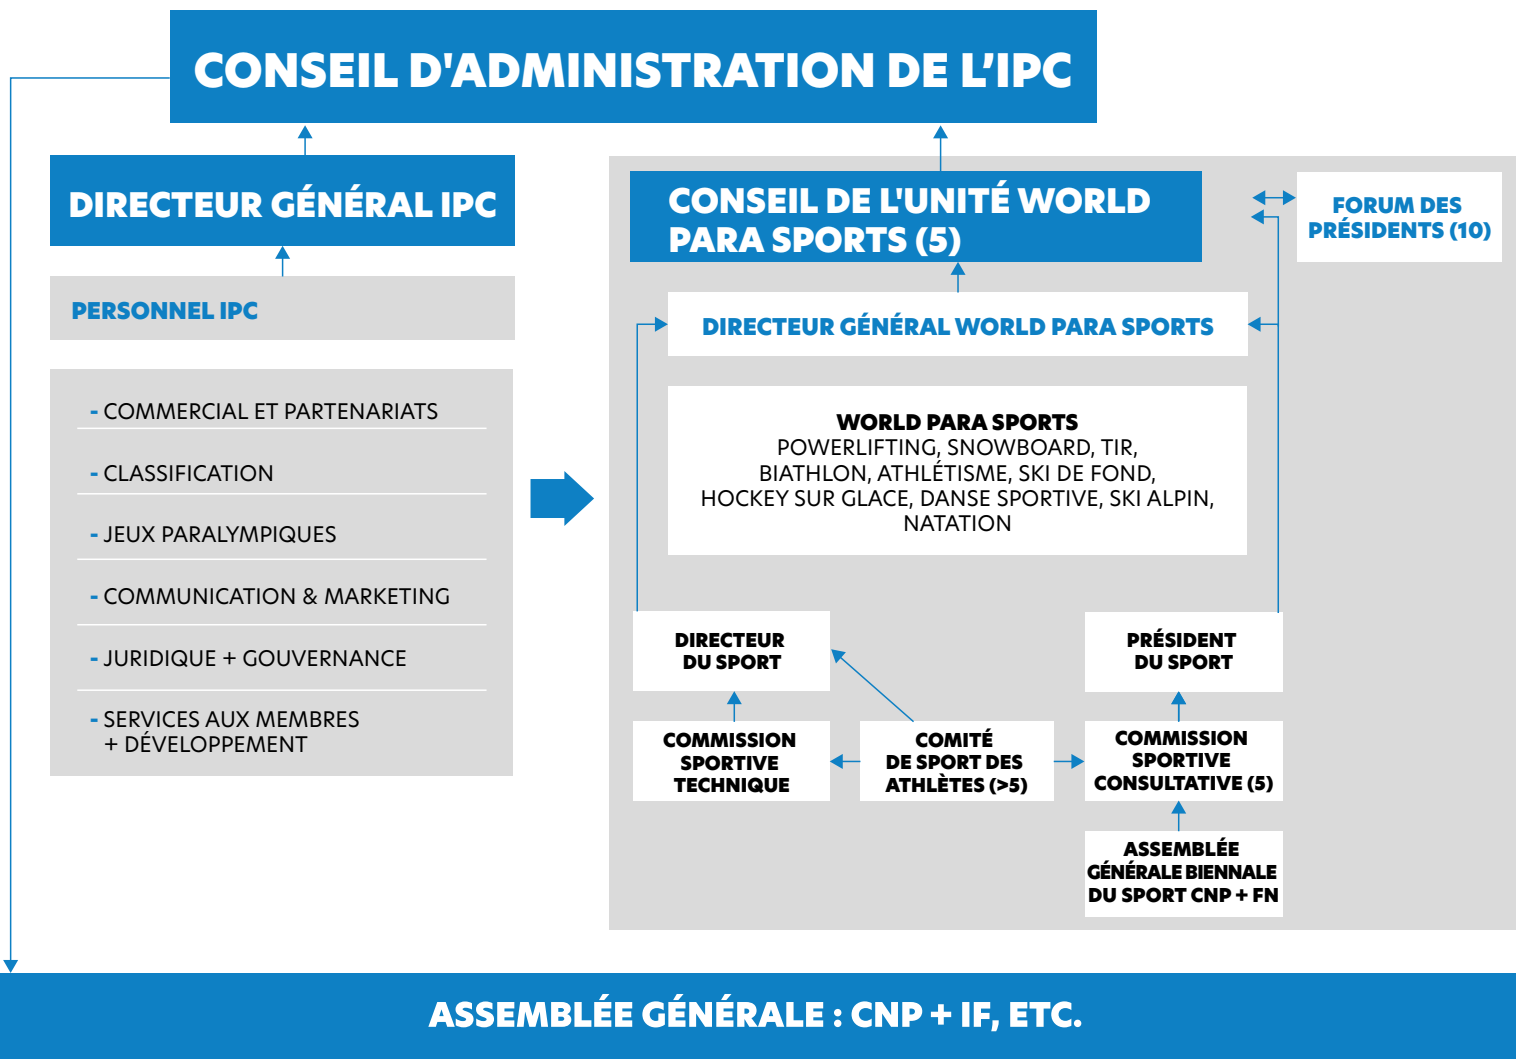 CONSEIL D'ADMINISTRATION DE L’IPC
DIRECTEUR GÉNÉRAL IPC
PERSONNEL IPC
- COMMERCIAL ET PARTENARIATS
- CLASSIFICATION
- JEUX PARALYMPIQUES
- COMMUNICATION & MARKETING
- JURIDIQUE + GOUVERNANCE
- SERVICES AUX MEMBRES
+ DÉVELOPPEMENT
CONSEIL DE L'UNITÉ WORLD
PARA SPORTS (5)
FORUM DES
PRÉSIDENTS (10)
DIRECTEUR GÉNÉRAL WORLD PARA SPORTS
WORLD PARA SPORTS
POWERLIFTING, SNOWBOARD, TIR,
BIATHLON, ATHLÉTISME, SKI DE FOND,
HOCKEY SUR GLACE, DANSE SPORTIVE, SKI ALPIN,
NATATION
DIRECTEUR
DU SPORT
PRÉSIDENT
DU SPORT
COMMISSION
SPORTIVE
TECHNIQUE
COMITÉ
DE SPORT DES
ATHLÈTES (>5)
COMMISSION
SPORTIVE
CONSULTATIVE (5)
ASSEMBLÉE
GÉNÉRALE BIENNALE
DU SPORT CNP + FN
ASSEMBLÉE GÉNÉRALE : CNP + IF, ETC.